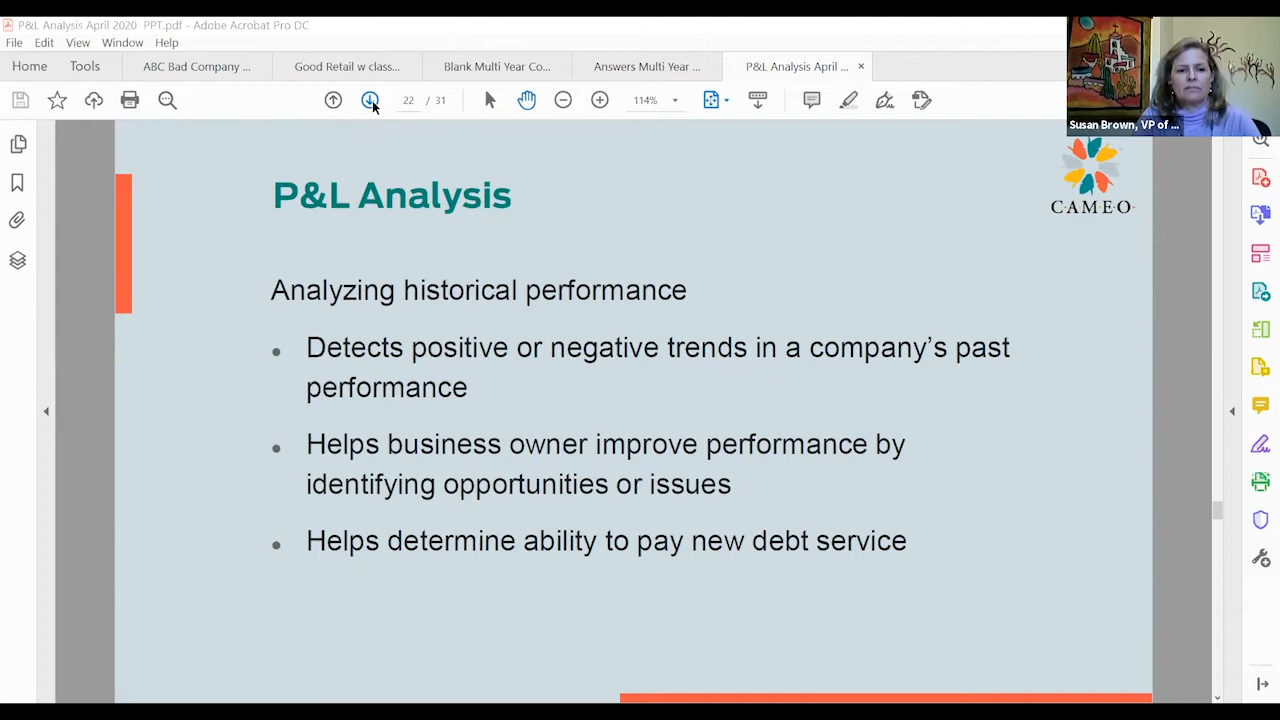 P&L Analysis April 2020 PPT.pdf - Adobe Acrobat Pro DC
File Edit View Window Help
Home Tools ABC Bad Company ... Good Retail w class... Blank Multi Year Co... Answers Multi Year ... P&L Analysis April ... ×
22 / 31 114%
Susan Brown, VP of ...
CAMEO
P&L Analysis
Analyzing historical performance
• Detects positive or negative trends in a company's past
performance
• Helps business owner improve performance by
identifying opportunities or issues
• Helps determine ability to pay new debt service